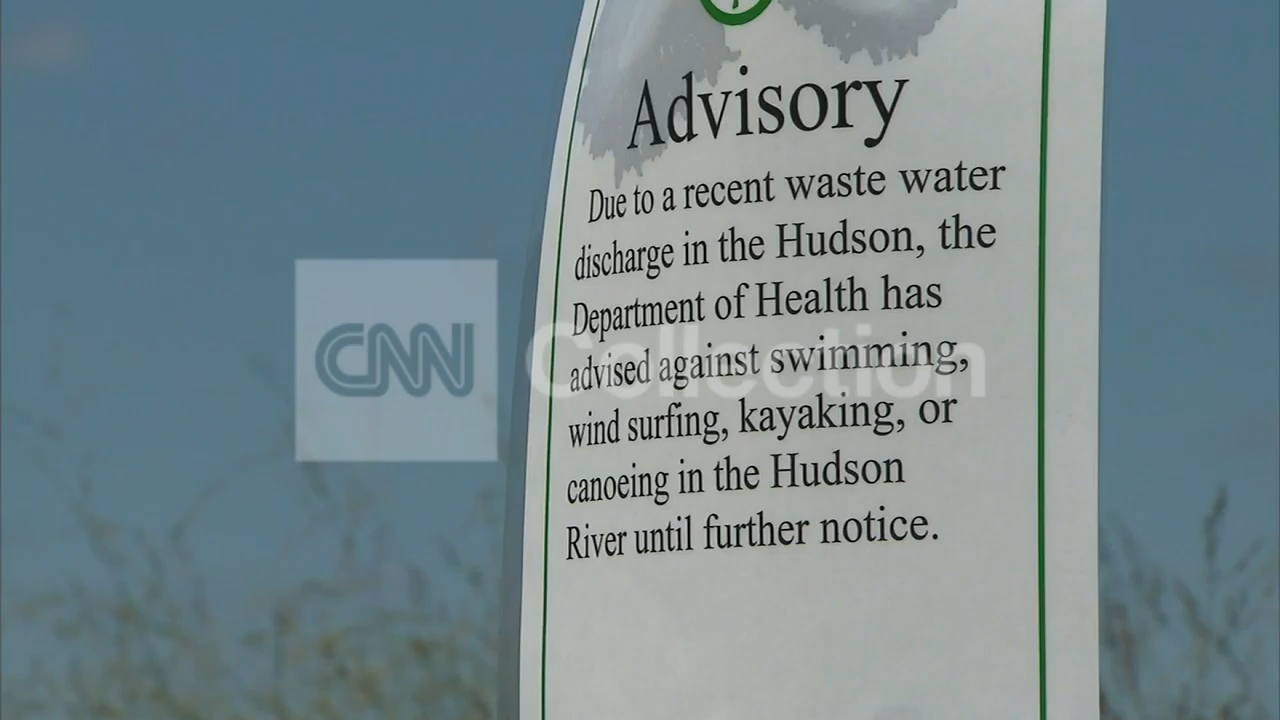 Advisory
Due to a recent waste water
discharge in the Hudson, the
Department of Health has
advised against swimming,
wind surfing, kayaking, or
canoeing in the Hudson
River until further notice.
CNN Collection